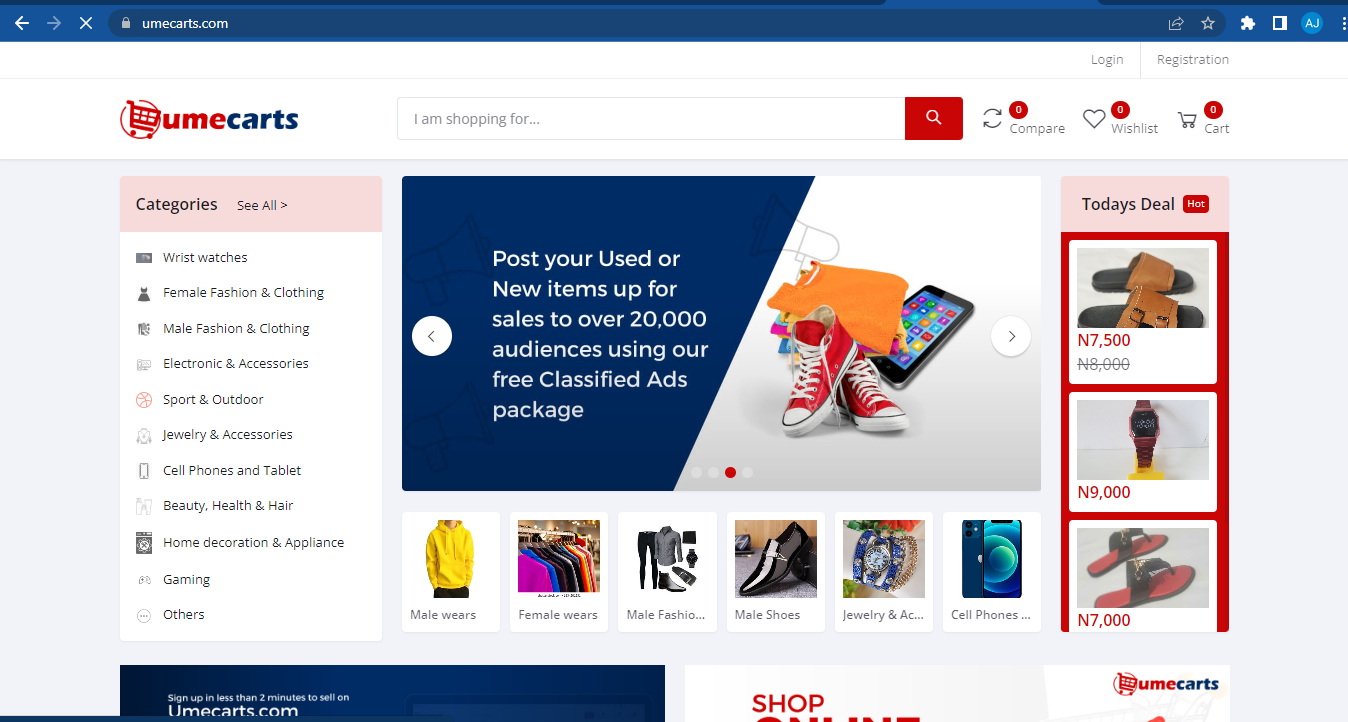 umecarts.com
AJ
Login
Registration
umecarts
I am shopping for...
0
Compare
0
Wishlist
0
Cart
Categories
See All >
Wrist watches
Female Fashion & Clothing
Male Fashion & Clothing
Electronic & Accessories
Sport & Outdoor
Jewelry & Accessories
Cell Phones and Tablet
Beauty, Health & Hair
Home decoration & Appliance
Gaming
Others
Post your Used or
New items up for
sales to over 20,000
audiences using our
free Classified Ads
package
Male wears
Female wears
Male Fashio...
Male Shoes
Jewelry & Ac...
Cell Phones ...
Todays Deal
Hot
N7,500
N8,000
N9,000
N7,000
Sign up in less than 2 minutes to sell on
Umecarts.com
SHOP
ONLINE
umecarts